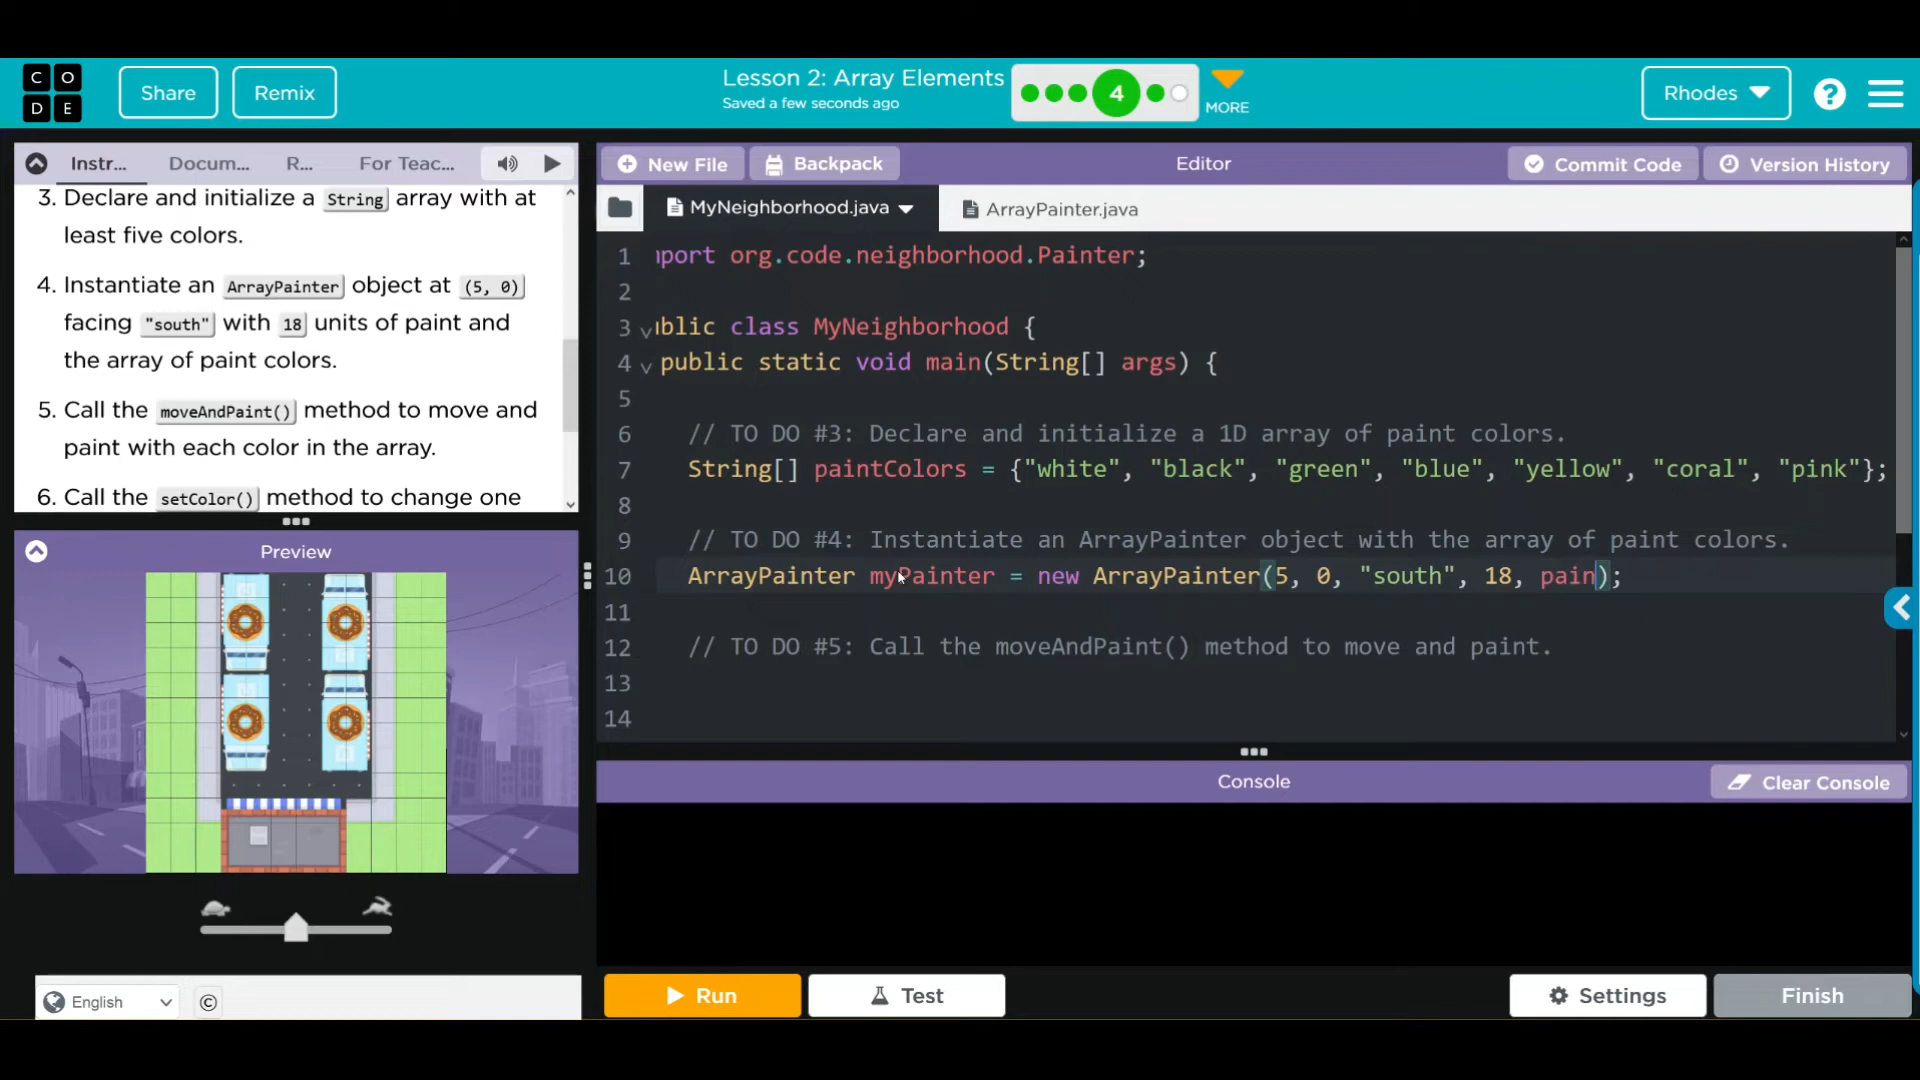 CODE
Share
Remix
Lesson 2: Array Elements
Saved a few seconds ago
4
MORE
Rhodes
?
Instr...
Docum...
R...
For Teac...
New File
Backpack
Editor
Commit Code
Version History
3. Declare and initialize a String array with at
least five colors.
4. Instantiate an ArrayPainter object at (5, 0)
facing "south" with 18 units of paint and
the array of paint colors.
5. Call the moveAndPaint() method to move and
paint with each color in the array.
6. Call the setColor() method to change one
MyNeighborhood.java
ArrayPainter.java
1 port org.code.neighborhood.Painter;
2
3 blic class MyNeighborhood {
4 public static void main(String[] args) {
5
6 // TO DO #3: Declare and initialize a 1D array of paint colors.
7 String[] paintColors = {"white", "black", "green", "blue", "yellow", "coral", "pink"};
8
9 // TO DO #4: Instantiate an ArrayPainter object with the array of paint colors.
10 ArrayPainter myPainter = new ArrayPainter(5, 0, "south", 18, pain);
11
12 // TO DO #5: Call the moveAndPaint() method to move and paint.
13
14
Preview
Console
Clear Console
English
©
Run
Test
Settings
Finish